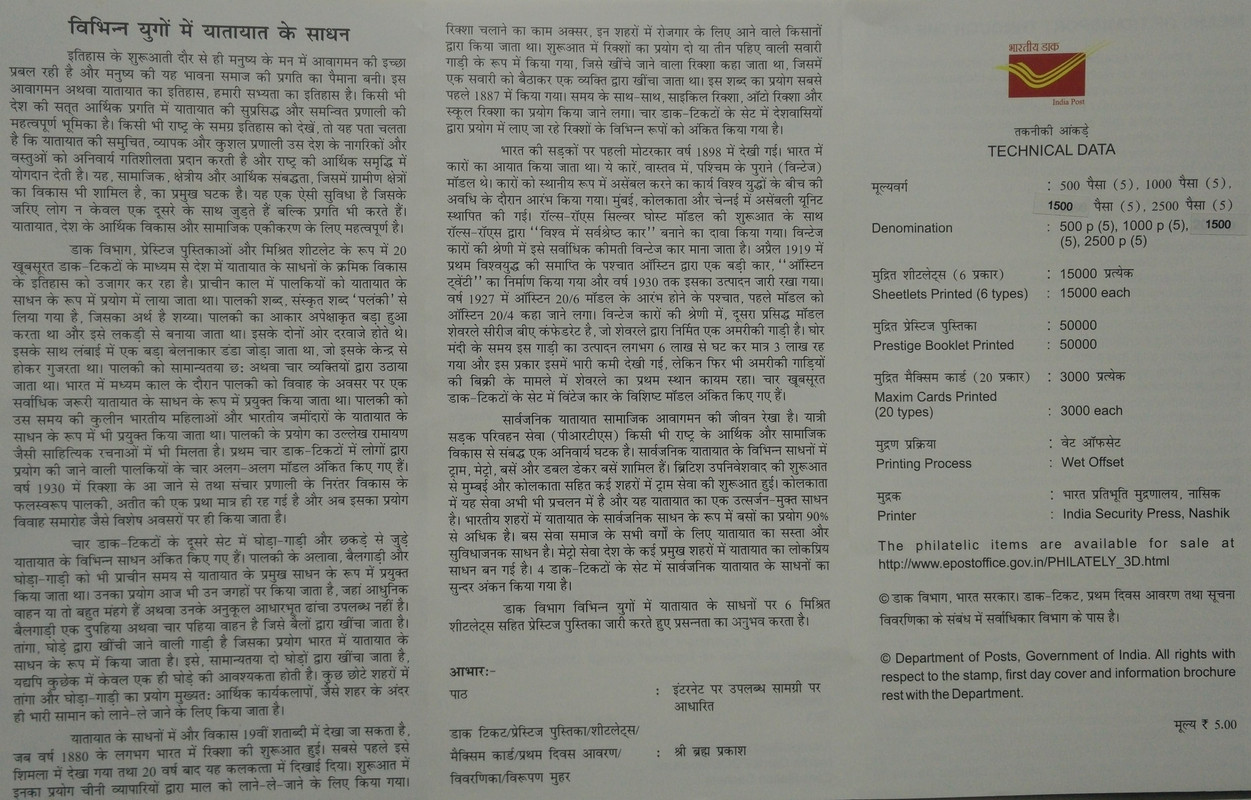 विभिन्न युगों में यातायात के साधन
इतिहास के शुरूआती दौर से ही मनुष्य के मन में आवागमन की इच्छा
प्रबल रही है और मनुष्य की यह भावना समाज की प्रगति का पैमाना बनी। इस
आवागमन अथवा यातायात का इतिहास, हमारी सभ्यता का इतिहास है। किसी भी
देश की सतत् आर्थिक प्रगति में यातायात की सुप्रसिद्ध और समन्वित प्रणाली की
महत्वपूर्ण भूमिका है। किसी भी राष्ट्र के समग्र इतिहास को देखें, तो यह पता चलता
है कि यातायात की समुचित, व्यापक और कुशल प्रणाली उस देश के नागरिकों और
वस्तुओं को अनिवार्य गतिशीलता प्रदान करती है और राष्ट्र की आर्थिक समृद्धि में
योगदान देती है। यह, सामाजिक, क्षेत्रीय और आर्थिक संबद्धता, जिसमें ग्रामीण क्षेत्रों
का विकास भी शामिल है, का प्रमुख घटक है। यह एक ऐसी सुविधा है जिसके
जरिए लोग न केवल एक दूसरे के साथ जुड़ते हैं बल्कि प्रगति भी करते हैं।
यातायात, देश के आर्थिक विकास और सामाजिक एकीकरण के लिए महत्वपूर्ण है।
डाक विभाग, प्रेस्टिज पुस्तिकाओं और मिश्रित शीटलेट के रूप में 20
खूबसूरत डाक-टिकटों के माध्यम से देश में यातायात के साधनों के क्रमिक विकास
के इतिहास को उजागर कर रहा है। प्राचीन काल में पालकियों को यातायात के
साधन के रूप में प्रयोग में लाया जाता था। पालकी शब्द, संस्कृत शब्द 'पलंकी' से
लिया गया है, जिसका अर्थ है शय्या। पालकी का आकार अपेक्षाकृत बड़ा हुआ
करता था और इसे लकड़ी से बनाया जाता था। इसके दोनों ओर दरवाजे होते थे।
इसके साथ लंबाई में एक बड़ा बेलनाकार डंडा जोड़ा जाता था, जो इसके केन्द्र से
होकर गुजरता था। पालकी को सामान्यतया छः अथवा चार व्यक्तियों द्वारा उठाया
जाता था। भारत में मध्यम काल के दौरान पालकी को विवाह के अवसर पर एक
सर्वाधिक जरूरी यातायात के साधन के रूप में प्रयुक्त किया जाता था। पालकी को
उस समय की कुलीन भारतीय महिलाओं और भारतीय जमींदारों के यातायात के
साधन के रूप में भी प्रयुक्त किया जाता था। पालकी के प्रयोग का उल्लेख रामायण
जैसी साहित्यिक रचनाओं में भी मिलता है। प्रथम चार डाक-टिकटों में लोगों द्वारा
प्रयोग की जाने वाली पालकियों के चार अलग-अलग मॉडल अंकित किए गए हैं।
वर्ष 1930 में रिक्शा के आ जाने से तथा संचार प्रणाली के निरंतर विकास के
फलस्वरूप पालकी, अतीत की एक प्रथा मात्र ही रह गई है और अब इसका प्रयोग
विवाह समारोह जैसे विशेष अवसरों पर ही किया जाता है।
चार डाक-टिकटों के दूसरे सेट में घोड़ा-गाड़ी और छकड़े से जुड़े
यातायात के विभिन्न साधन अंकित किए गए हैं। पालकी के अलावा, बैलगाड़ी और
घोड़ा-गाड़ी को भी प्राचीन समय से यातायात के प्रमुख साधन के रूप में प्रयुक्त
किया जाता था। उनका प्रयोग आज भी उन जगहों पर किया जाता है, जहां आधुनिक
वाहन या तो बहुत मंहगे हैं अथवा उनके अनुकूल आधारभूत ढांचा उपलब्ध नहीं है।
बैलगाड़ी एक दुपहिया अथवा चार पहिया वाहन है जिसे बैलों द्वारा खींचा जाता है।
तांगा, घोड़े द्वारा खींची जाने वाली गाड़ी है जिसका प्रयोग भारत में यातायात के
साधन के रूप में किया जाता है। इसे, सामान्यतया दो घोड़ों द्वारा खींचा जाता है,
यद्यपि कुछेक में केवल एक ही घोड़े की आवश्यकता होती है। कुछ छोटे शहरों में
तांगा और घोड़ा-गाड़ी का प्रयोग मुख्यतः आर्थिक कार्यकलापों, जैसे शहर के अंदर
ही भारी सामान को लाने-ले जाने के लिए किया जाता है।
यातायात के साधनों में और विकास 19वीं शताब्दी में देखा जा सकता है,
जब वर्ष 1880 के लगभग भारत में रिक्शा की शुरूआत हुई। सबसे पहले इसे
शिमला में देखा गया तथा 20 वर्ष बाद यह कलकत्ता में दिखाई दिया। शुरूआत में
इनका प्रयोग चीनी व्यापारियों द्वारा माल को लाने-ले-जाने के लिए किया गया।
रिक्शा चलाने का काम अक्सर, इन शहरों में रोजगार के लिए आने वाले किसानों
द्वारा किया जाता था। शुरूआत में रिक्शों का प्रयोग दो या तीन पहिए वाली सवारी
गाड़ी के रूप में किया गया, जिसे खींचे जाने वाला रिक्शा कहा जाता था, जिसमें
एक सवारी को बैठाकर एक व्यक्ति द्वारा खींचा जाता था। इस शब्द का प्रयोग सबसे
पहले 1887 में किया गया। समय के साथ-साथ, साइकिल रिक्शा, ऑटो रिक्शा और
स्कूल रिक्शा का प्रयोग किया जाने लगा। चार डाक-टिकटों के सेट में देशवासियों
द्वारा प्रयोग में लाए जा रहे रिक्शों के विभिन्न रूपों को अंकित किया गया है।
भारत की सड़कों पर पहली मोटरकार वर्ष 1898 में देखी गई। भारत में
कारों का आयात किया जाता था। ये कारें, वास्तव में, पश्चिम के पुराने (विन्टेज)
मॉडल थे। कारों को स्थानीय रूप में असेंबल करने का कार्य विश्व युद्धों के बीच की
अवधि के दौरान आरंभ किया गया। मुंबई, कोलकाता और चेन्नई में असेंबली यूनिट
स्थापित की गई। रॉल्स-रॉएस सिल्वर घोस्ट मॉडल की शुरूआत के साथ
रॉल्स-रॉएस द्वारा "विश्व में सर्वश्रेष्ठ कार" बनाने का दावा किया गया। विन्टेज
कारों की श्रेणी में इसे सर्वाधिक कीमती विन्टेज कार माना जाता है। अप्रैल 1919 में
प्रथम विश्वयुद्ध की समाप्ति के पश्चात ऑस्टिन द्वारा एक बड़ी कार, "ऑस्टिन
ट्वेंटी" का निर्माण किया गया और वर्ष 1930 तक इसका उत्पादन जारी रखा गया।
वर्ष 1927 में ऑस्टिन 20/6 मॉडल के आरंभ होने के पश्चात, पहले मॉडल को
ऑस्टिन 20/4 कहा जाने लगा। विन्टेज कारों की श्रेणी में, दूसरा प्रसिद्ध मॉडल
शेवरले सीरीज बीए कंफेडरेट है, जो शेवरले द्वारा निर्मित एक अमरीकी गाड़ी है। घोर
मंदी के समय इस गाड़ी का उत्पादन लगभग 6 लाख से घट कर मात्र 3 लाख रह
गया और इस प्रकार इसमें भारी कमी देखी गई, लेकिन फिर भी अमरीकी गाड़ियों
की बिक्री के मामले में शेवरले का प्रथम स्थान कायम रहा। चार खूबसूरत
डाक-टिकटों के सेट में विंटेज कार के विशिष्ट मॉडल अंकित किए गए हैं।
सार्वजनिक यातायात सामाजिक आवागमन की जीवन रेखा है। यात्री
सड़क परिवहन सेवा (पीआरटीएस) किसी भी राष्ट्र के आर्थिक और सामाजिक
विकास से संबद्ध एक अनिवार्य घटक है। सार्वजनिक यातायात के विभिन्न साधनों में
ट्राम, मेट्रो, बसें और डबल डेकर बसें शामिल हैं। ब्रिटिश उपनिवेशवाद की शुरूआत
से मुम्बई और कोलकाता सहित कई शहरों में ट्राम सेवा की शुरूआत हुई। कोलकाता
में यह सेवा अभी भी प्रचलन में है और यह यातायात का एक उत्सर्जन-मुक्त साधन
है। भारतीय शहरों में यातायात के सार्वजनिक साधन के रूप में बसों का प्रयोग 90%
से अधिक है। बस सेवा समाज के सभी वर्गों के लिए यातायात का सस्ता और
सुविधाजनक साधन है। मेट्रो सेवा देश के कई प्रमुख शहरों में यातायात का लोकप्रिय
साधन बन गई है। 4 डाक-टिकटों के सेट में सार्वजनिक यातायात के साधनों का
सुन्दर अंकन किया गया है।
डाक विभाग विभिन्न युगों में यातायात के साधनों पर 6 मिश्रित
शीटलेट्स सहित प्रेस्टिज पुस्तिका जारी करते हुए प्रसन्नता का अनुभव करता है।
आभारः-
पाठ : इंटरनेट पर उपलब्ध सामग्री पर
आधारित
डाक टिकट/प्रेस्टिज पुस्तिका/शीटलेट्स/
मैक्सिम कार्ड/प्रथम दिवस आवरण/ : श्री ब्रह्म प्रकाश
विवरणिका/विरूपण मुहर
भारतीय डाक
India Post
तकनीकी आंकड़े
TECHNICAL DATA
मूल्यवर्ग : 500 पैसा (5), 1000 पैसा (5),
1500 पैसा (5), 2500 पैसा (5)
Denomination : 500 p (5), 1000 p (5), 1500
(5), 2500 p (5)
मुद्रित शीटलेट्स (6 प्रकार) : 15000 प्रत्येक
Sheetlets Printed (6 types) : 15000 each
मुद्रित प्रेस्टिज पुस्तिका : 50000
Prestige Booklet Printed : 50000
मुद्रित मैक्सिम कार्ड (20 प्रकार) : 3000 प्रत्येक
Maxim Cards Printed
(20 types) : 3000 each
मुद्रण प्रक्रिया : वेट ऑफसेट
Printing Process : Wet Offset
मुद्रक : भारत प्रतिभूति मुद्रणालय, नासिक
Printer : India Security Press, Nashik
The philatelic items are available for sale at
http://www.epostoffice.gov.in/PHILATELY_3D.html
© डाक विभाग, भारत सरकार। डाक-टिकट, प्रथम दिवस आवरण तथा सूचना
विवरणिका के संबंध में सर्वाधिकार विभाग के पास है।
© Department of Posts, Government of India. All rights with
respect to the stamp, first day cover and information brochure
rest with the Department.
मूल्य ₹ 5.00